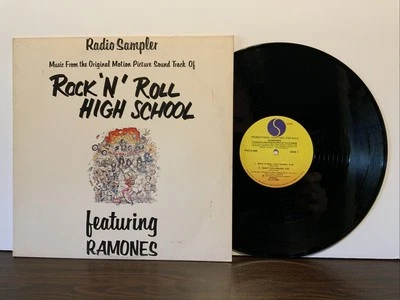 Radio Sampler
Music From the Original Motion Picture Sound Track Of
ROCK 'N' ROLL
HIGH SCHOOL
featuring
RAMONES